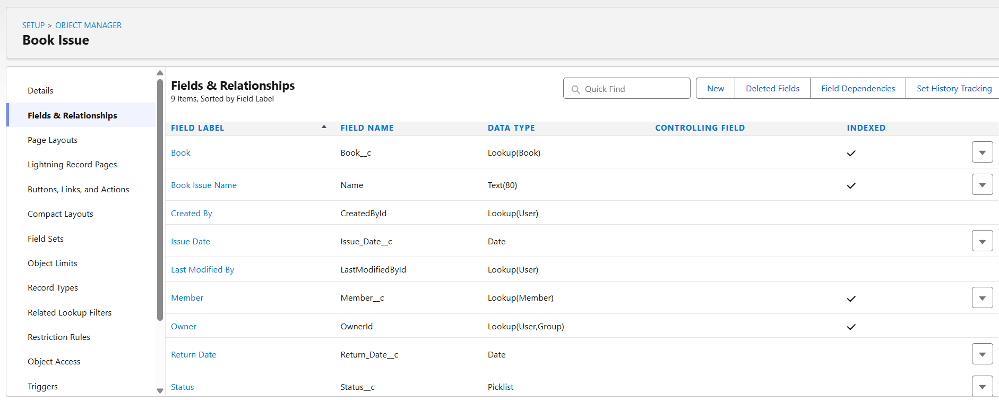 SETUP > OBJECT MANAGER
Book Issue
Details
Fields & Relationships
Page Layouts
Lightning Record Pages
Buttons, Links, and Actions
Compact Layouts
Field Sets
Object Limits
Record Types
Related Lookup Filters
Restriction Rules
Object Access
Triggers
Fields & Relationships
9 Items, Sorted by Field Label
Quick Find
New
Deleted Fields
Field Dependencies
Set History Tracking
FIELD LABEL FIELD NAME DATA TYPE CONTROLLING FIELD INDEXED
Book Book__c Lookup(Book)
Book Issue Name Name Text(80)
Created By CreatedById Lookup(User)
Issue Date Issue_Date__c Date
Last Modified By LastModifiedById Lookup(User)
Member Member__c Lookup(Member)
Owner OwnerId Lookup(User,Group)
Return Date Return_Date__c Date
Status Status__c Picklist